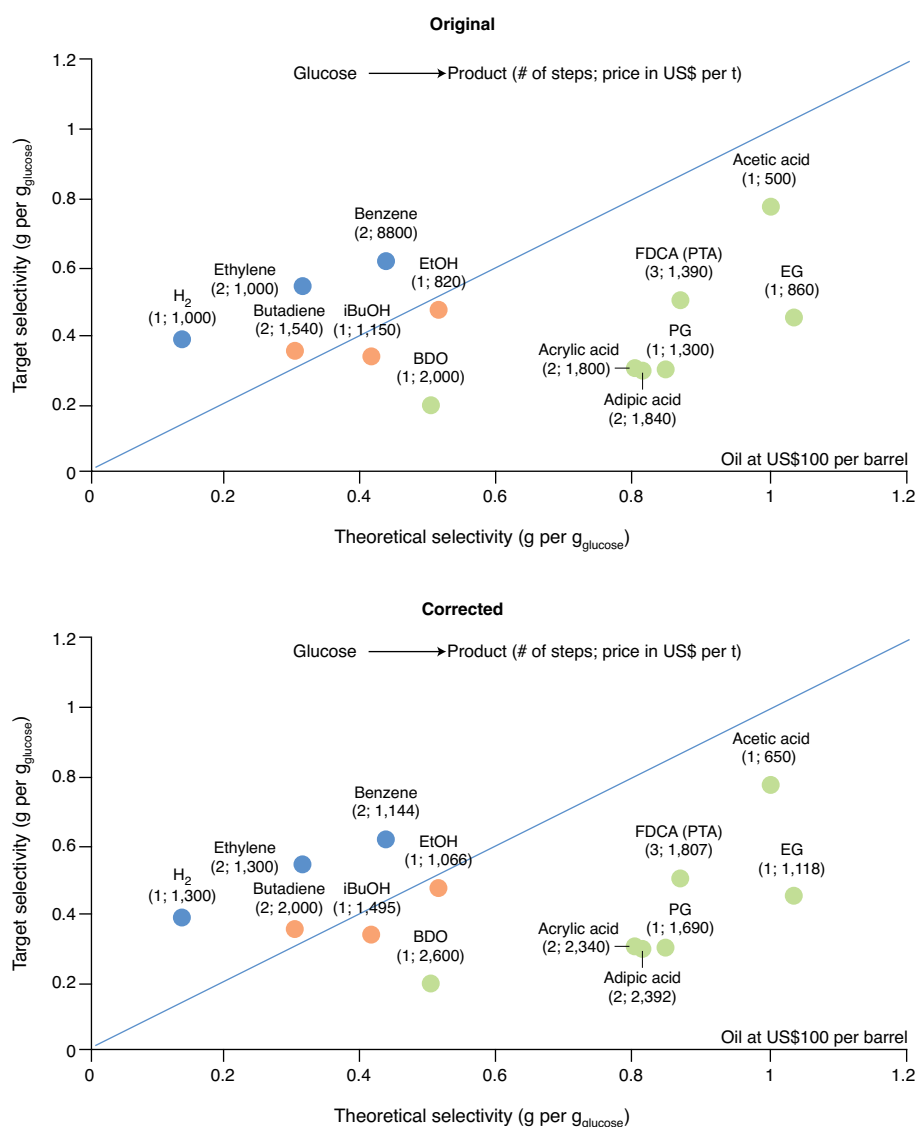 Original
Glucose Product (# of steps; price in US$ per t)
Target selectivity (g per gglucose)
1.2
1
0.8
0.6
0.4
0.2
0
Acetic acid
(1; 500)
Benzene
(2; 8800)
EtOH
(1; 820)
FDCA (PTA)
(3; 1,390)
EG
(1; 860)
Ethylene
(2; 1,000)
H2
(1; 1,000)
Butadiene
(2; 1,540)
iBuOH
(1; 1,150)
BDO
(1; 2,000)
PG
(1; 1,300)
Acrylic acid
(2; 1,800)
Adipic acid
(2; 1,840)
Oil at US$100 per barrel
0 0.2 0.4 0.6 0.8 1 1.2
Theoretical selectivity (g per gglucose)
Corrected
Glucose Product (# of steps; price in US$ per t)
Target selectivity (g per gglucose)
1.2
1
0.8
0.6
0.4
0.2
0
Acetic acid
(1; 650)
Benzene
(2; 1,144)
EtOH
(1; 1,066)
FDCA (PTA)
(3; 1,807)
EG
(1; 1,118)
Ethylene
(2; 1,300)
H2
(1; 1,300)
Butadiene
(2; 2,000)
iBuOH
(1; 1,495)
BDO
(1; 2,600)
PG
(1; 1,690)
Acrylic acid
(2; 2,340)
Adipic acid
(2; 2,392)
Oil at US$100 per barrel
0 0.2 0.4 0.6 0.8 1 1.2
Theoretical selectivity (g per gglucose)